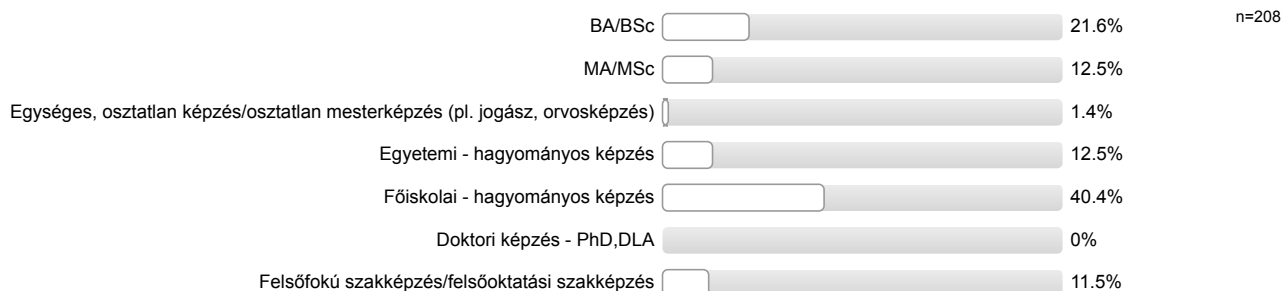 BA/BSc 21.6% n=208
MA/MSc 12.5%
Egységes, osztatlan képzés/osztatlan mesterképzés (pl. jogász, orvosképzés) 1.4%
Egyetemi - hagyományos képzés 12.5%
Főiskolai - hagyományos képzés 40.4%
Doktori képzés - PhD,DLA 0%
Felsőfokú szakképzés/felsőoktatási szakképzés 11.5%